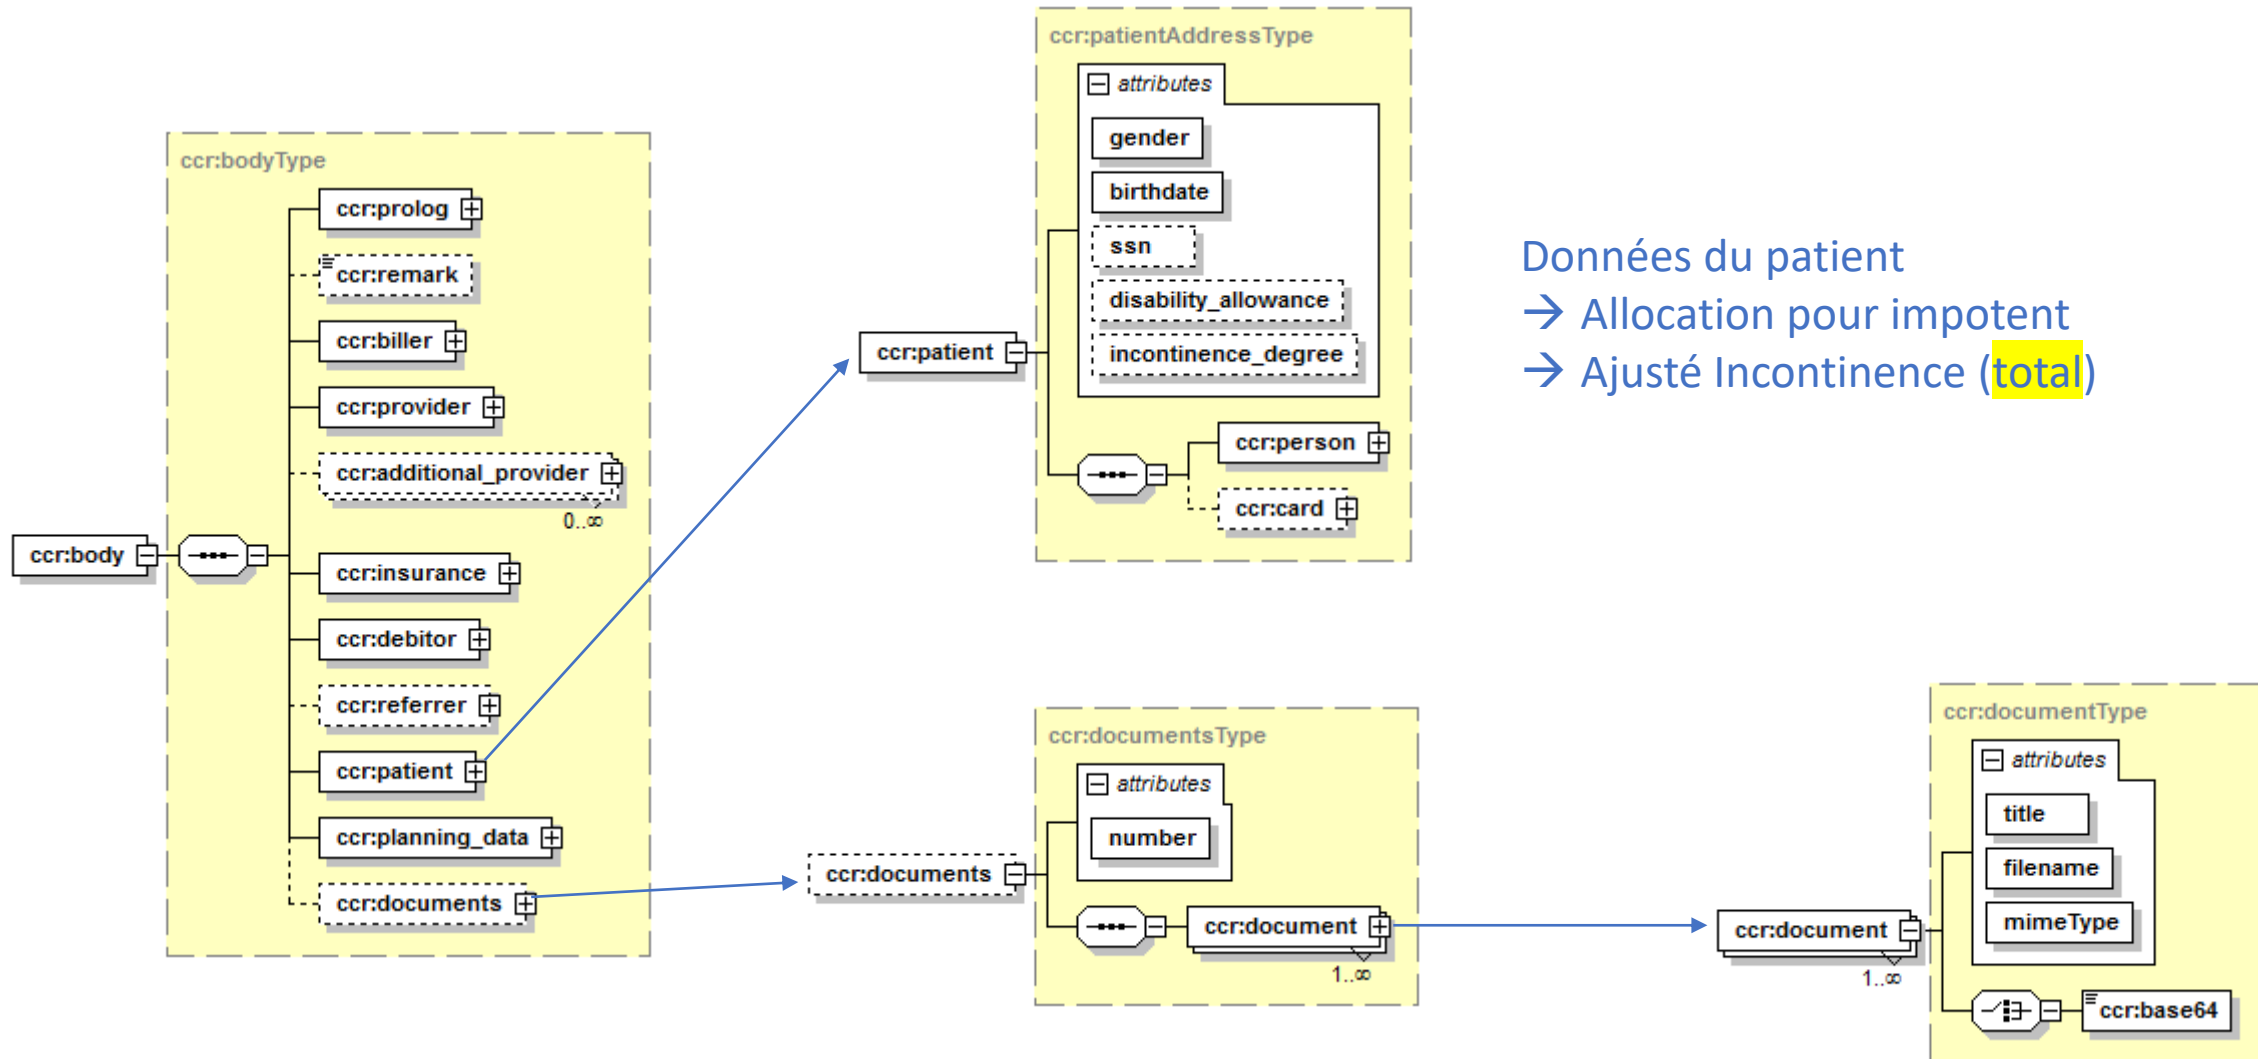 ccr:patientAddressType
attributes
gender
birthdate
ssn
disability_allowance
incontinence_degree
ccr:patient
ccr:person
ccr:card
Données du patient
→ Allocation pour impotent
→ Ajusté Incontinence (total)
ccr:bodyType
ccr:prolog
ccr:remark
ccr:biller
ccr:provider
ccr:additional_provider
0..∞
ccr:body
ccr:insurance
ccr:debitor
ccr:referrer
ccr:patient
ccr:planning_data
ccr:documents
ccr:documentsType
attributes
number
ccr:documents
ccr:document
1..∞
ccr:documentType
attributes
title
filename
mimeType
ccr:document
1..∞
ccr:base64